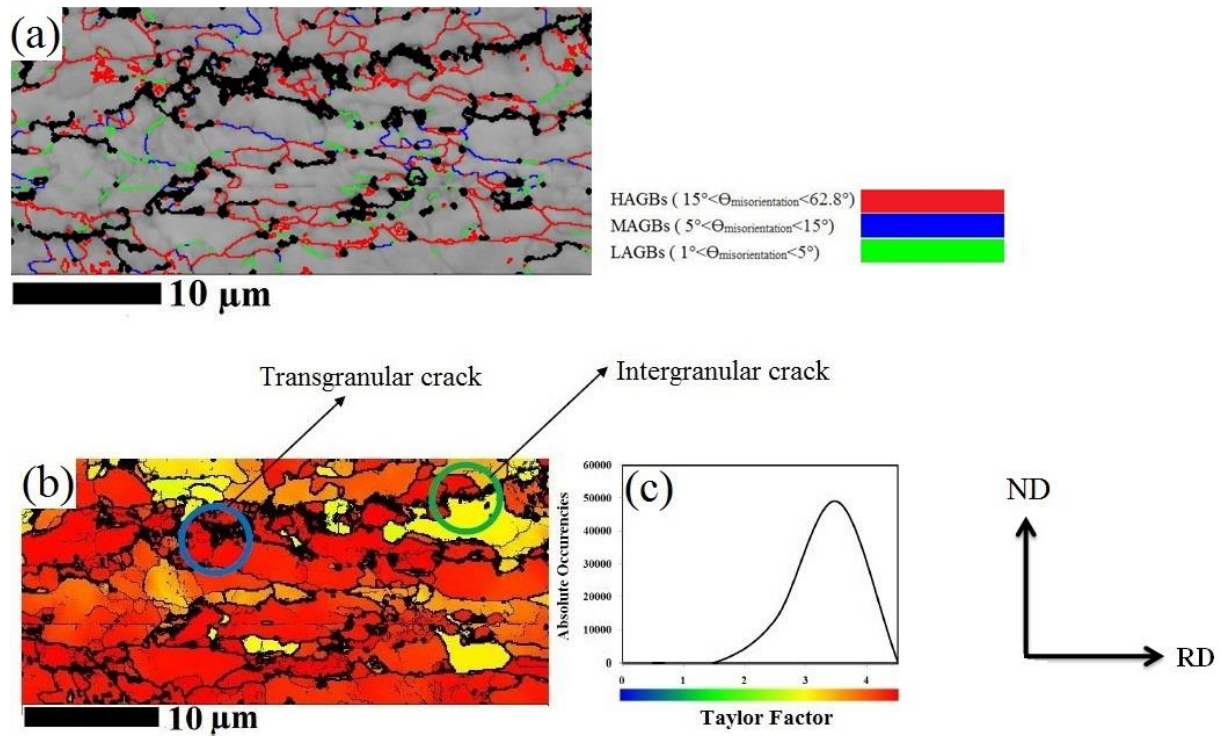 (a)
HAGBs ( 15°<Θmisorientation<62.8°)
MAGBs ( 5°<Θmisorientation<15°)
LAGBs ( 1°<Θmisorientation<5°)
10 μm
Transgranular crack
Intergranular crack
(b)
10 μm
(c)
60000
50000
40000
30000
20000
10000
0
Absolute Occurencies
0 1 2 3 4
Taylor Factor
ND
RD